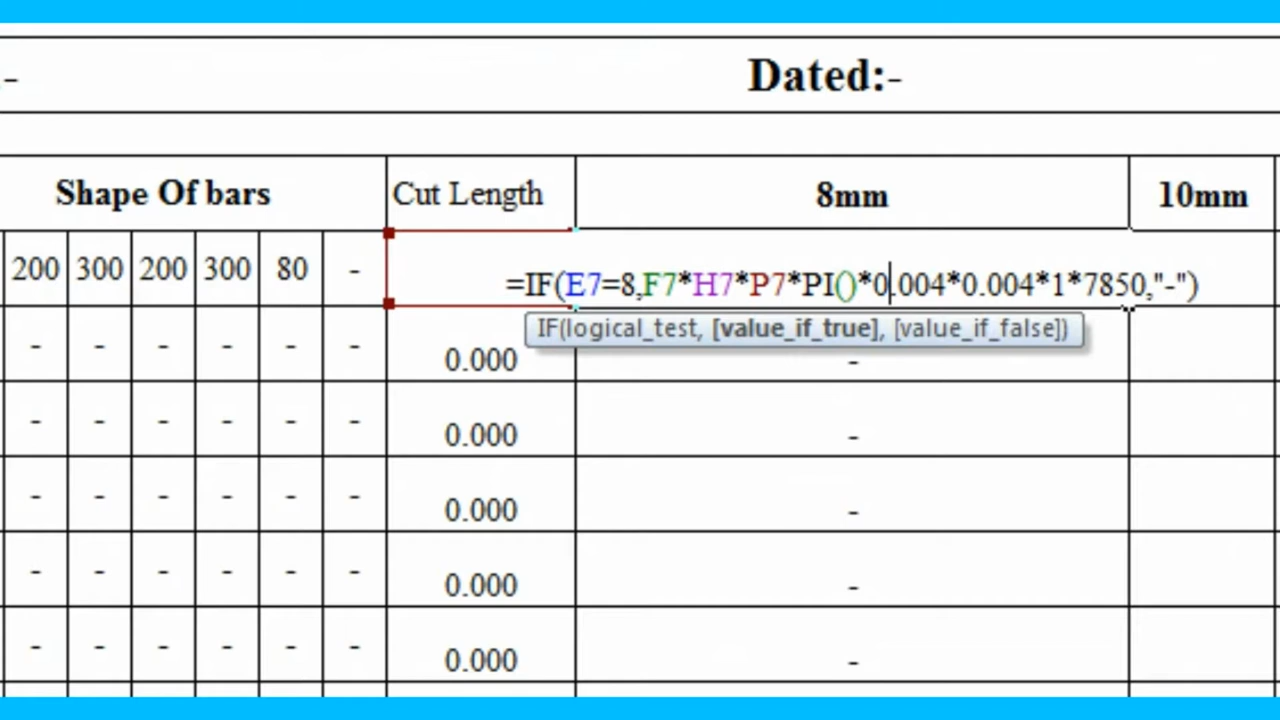 :- Dated:-
Shape Of bars Cut Length 8mm 10mm
200 300 200 300 80 - =IF(E7=8,F7*H7*P7*PI()*0.004*0.004*1*7850,"-")
IF(logical_test, [value_if_true], [value_if_false])
- - - - - - 0.000 -
- - - - - - 0.000 -
- - - - - - 0.000 -
- - - - - - 0.000 -
- - - - - - 0.000 -